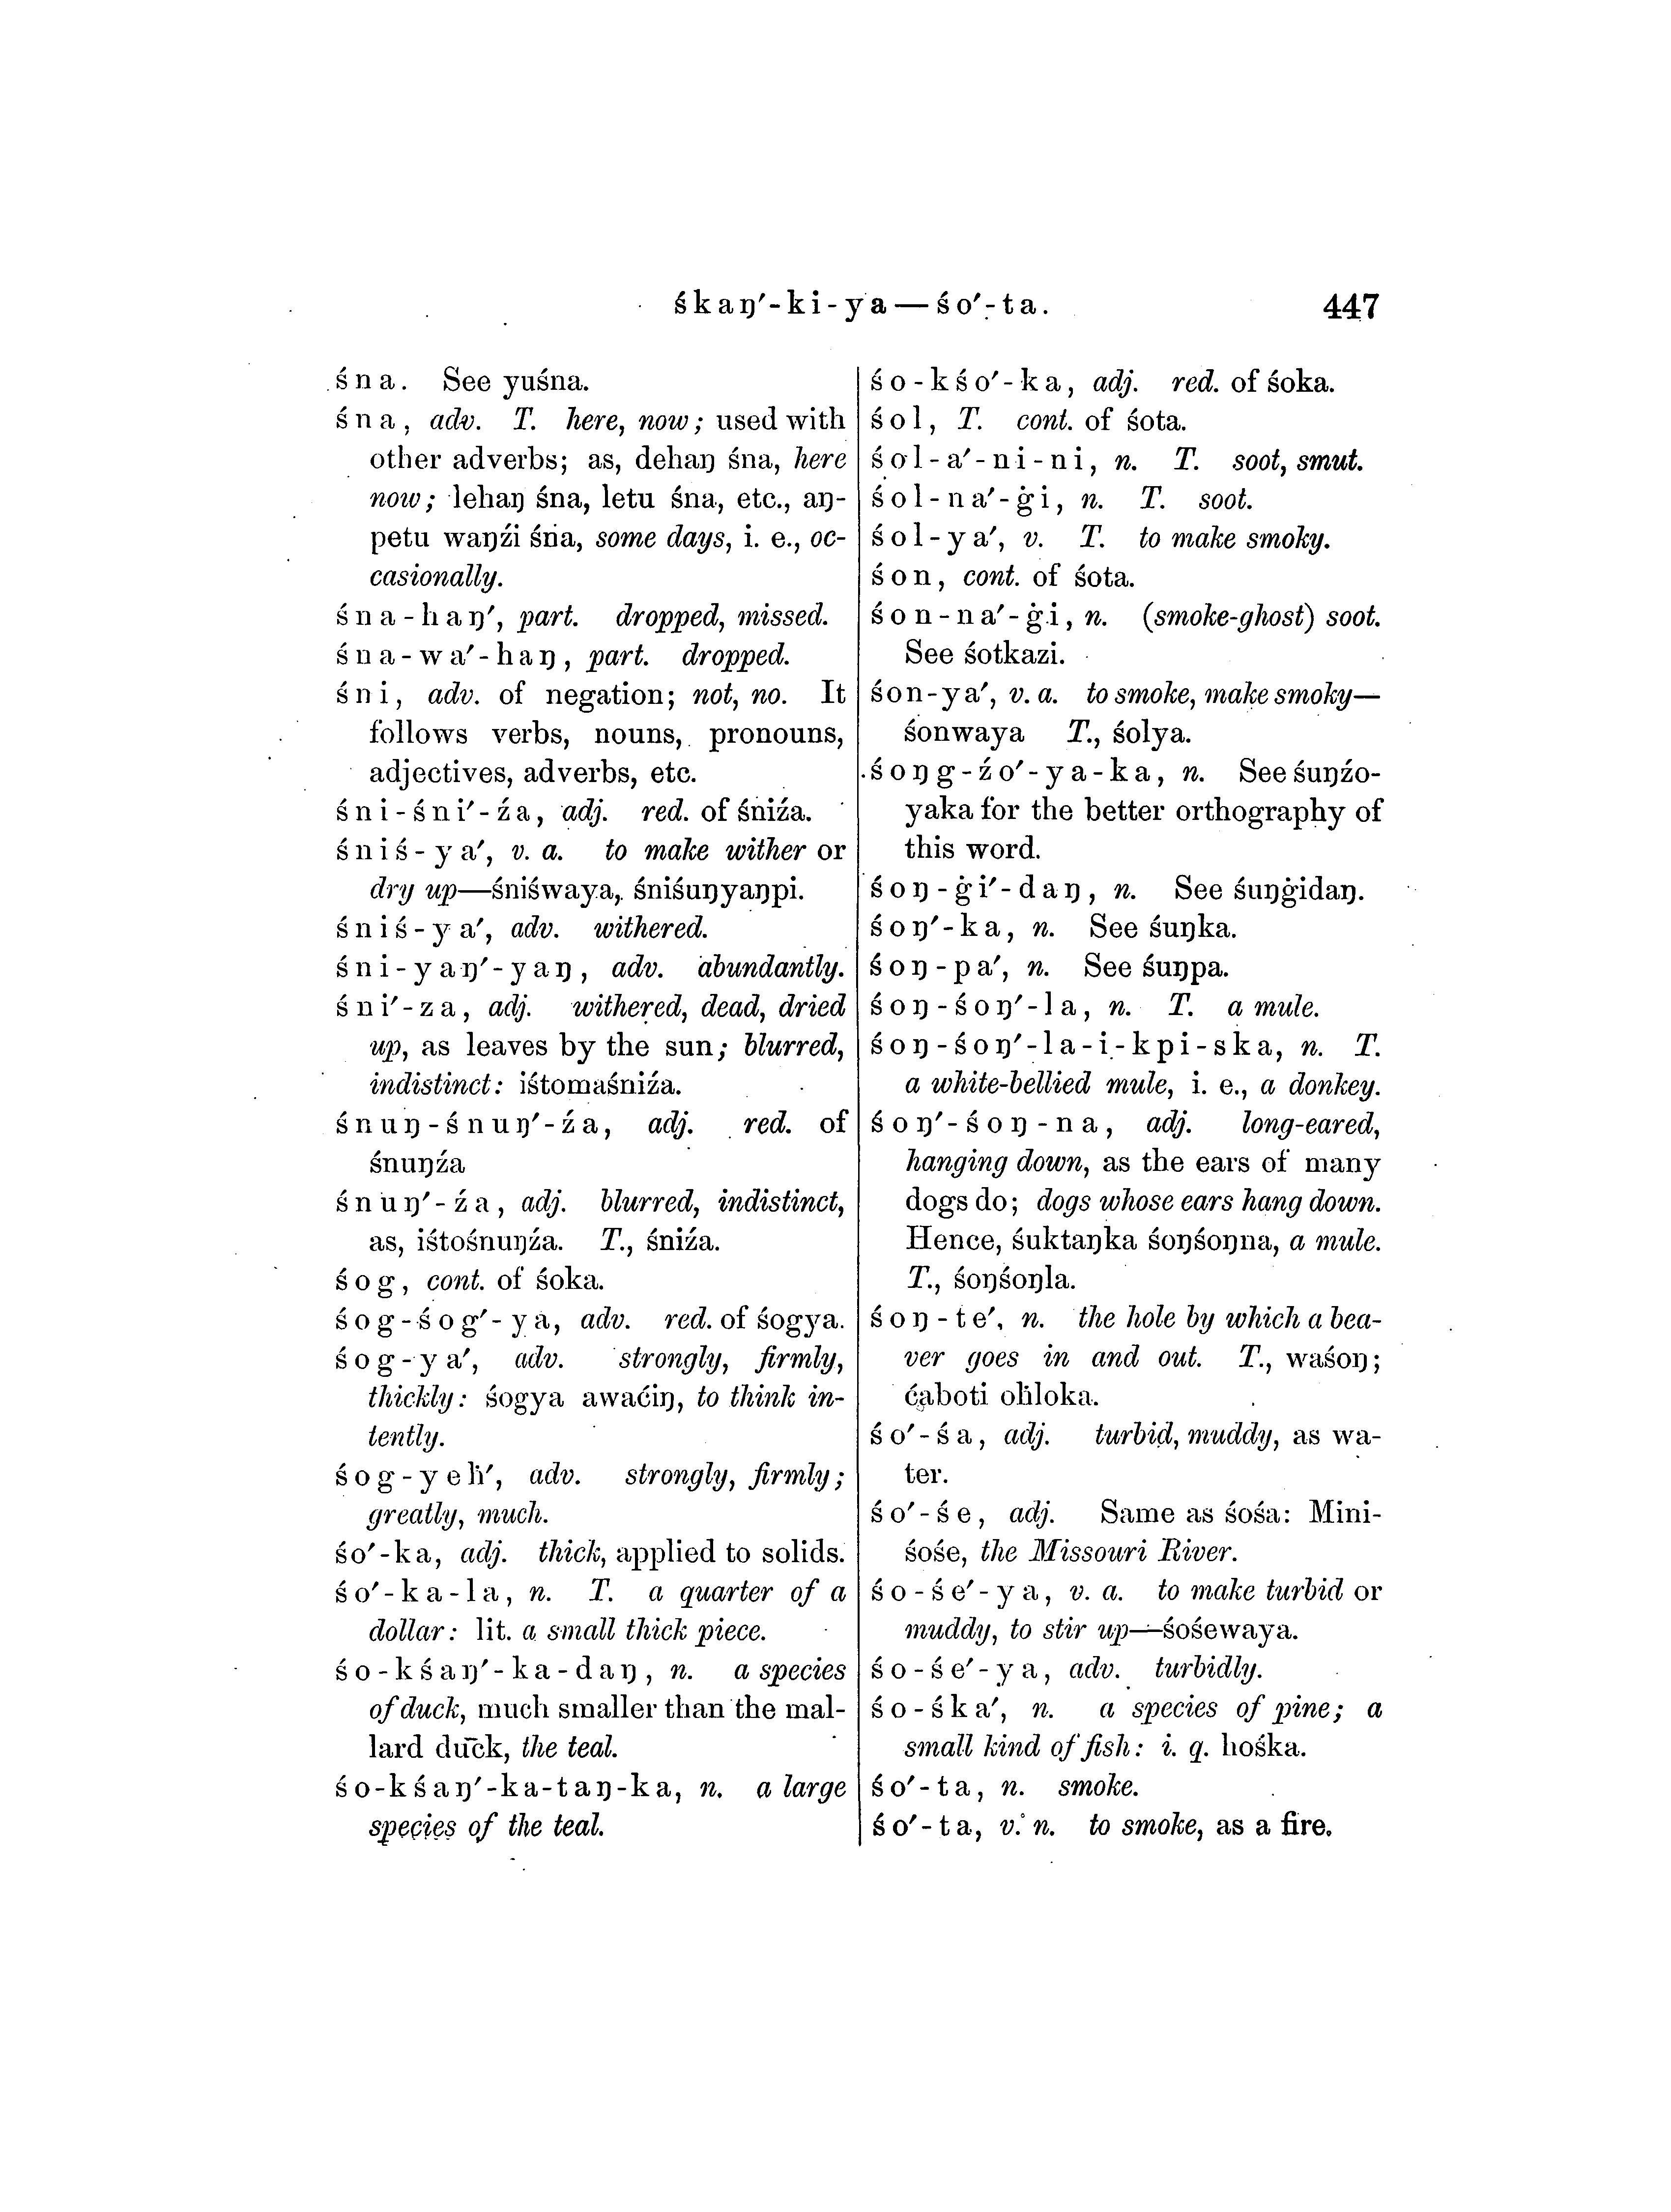 śkaŋ′-ki-ya—śo′-ta. 447
śna. See yuśna.
śna, adv. T. here, now; used with
other adverbs; as, dehaŋ śna, here
now; lehaŋ śna, letu śna, etc., aŋ-
petu waŋźi śna, some days, i. e., oc-
casionally.
śna-haŋ′, part. dropped, missed.
śna-wa′-haŋ, part. dropped.
śni, adv. of negation; not, no. It
follows verbs, nouns, pronouns,
adjectives, adverbs, etc.
śni-śni′-źa, adj. red. of śniźa.
śniś-ya′, v. a. to make wither or
dry up—śniśwaya, śniśuŋyaŋpi.
śniś-ya′, adv. withered.
śni-yaŋ′-yaŋ, adv. abundantly.
śni′-za, adj. withered, dead, dried
up, as leaves by the sun; blurred,
indistinct: iśtomaśniźa.
śnuŋ-śnuŋ′-źa, adj. red. of
śnuŋźa
śnuŋ′-źa, adj. blurred, indistinct,
as, iśtośnuŋźa. T., śniźa.
śog, cont. of śoka.
śog-śog′-ya, adv. red. of śogya.
śog-ya′, adv. strongly, firmly,
thickly: śogya awaćiŋ, to think in-
tently.
śog-yeḣ′, adv. strongly, firmly;
greatly, much.
śo′-ka, adj. thick, applied to solids.
śo′-ka-la, n. T. a quarter of a
dollar: lit. a small thick piece.
śo-kśaŋ′-ka-daŋ, n. a species
of duck, much smaller than the mal-
lard duck, the teal.
śo-kśaŋ′-ka-taŋ-ka, n. a large
species of the teal.
śo-kśo′-ka, adj. red. of śoka.
śol, T. cont. of śota.
śol-a′-ni-ni, n. T. soot, smut.
śol-na′-ġi, n. T. soot.
śol-ya′, v. T. to make smoky.
śon, cont. of śota.
śon-na′-ġi, n. (smoke-ghost) soot.
See śotkazi.
śon-ya′, v. a. to smoke, make smoky—
śonwaya T., śolya.
śoŋg-źo′-ya-ka, n. See śuŋźo-
yaka for the better orthography of
this word.
śoŋ-ġi′-daŋ, n. See śuŋġidaŋ.
śoŋ′-ka, n. See śuŋka.
śoŋ-pa′, n. See śuŋpa.
śoŋ-śoŋ′-la, n. T. a mule.
śoŋ-śoŋ′-la-i-kpi-ska, n. T.
a white-bellied mule, i. e., a donkey.
śoŋ′-śoŋ-na, adj. long-eared,
hanging down, as the ears of many
dogs do; dogs whose ears hang down.
Hence, śuktaŋka śoŋśoŋna, a mule.
T., śoŋśoŋla.
śoŋ-te′, n. the hole by which a bea-
ver goes in and out. T., waśoŋ;
ćaboti oḣloka.
śo′-śa, adj. turbid, muddy, as wa-
ter.
śo′-śe, adj. Same as śośa: Mini-
śośe, the Missouri River.
śo-śe′-ya, v. a. to make turbid or
muddy, to stir up—śośewaya.
śo-śe′-ya, adv. turbidly.
śo-śka′, n. a species of pine; a
small kind of fish: i. q. hośka.
śo′-ta, n. smoke.
śo′-ta, v. n. to smoke, as a fire.